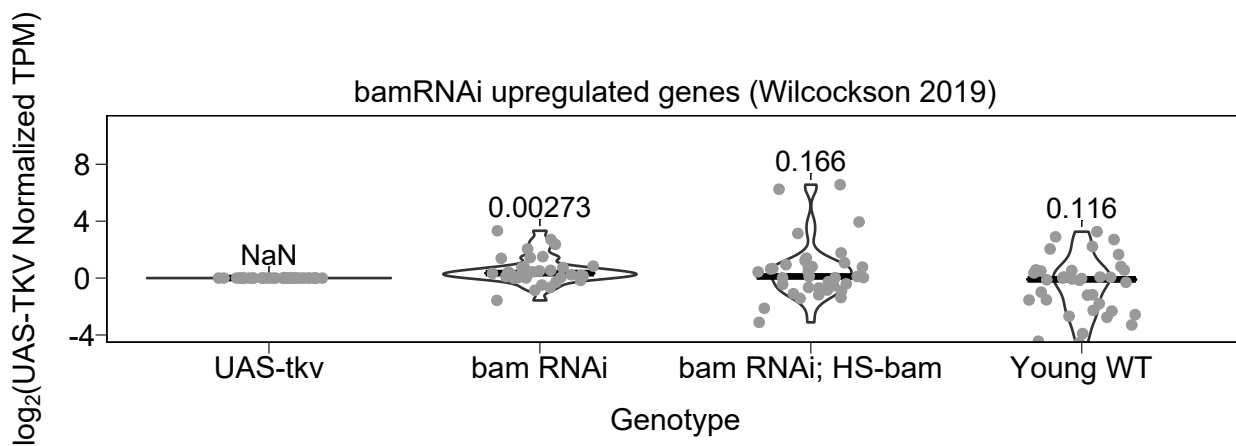 bamRNAi upregulated genes (Wilcockson 2019)
log₂(UAS-TKV Normalized TPM)
8
4
0
-4
NaN
0.00273
0.166
0.116
UAS-tkv
bam RNAi
bam RNAi; HS-bam
Young WT
Genotype